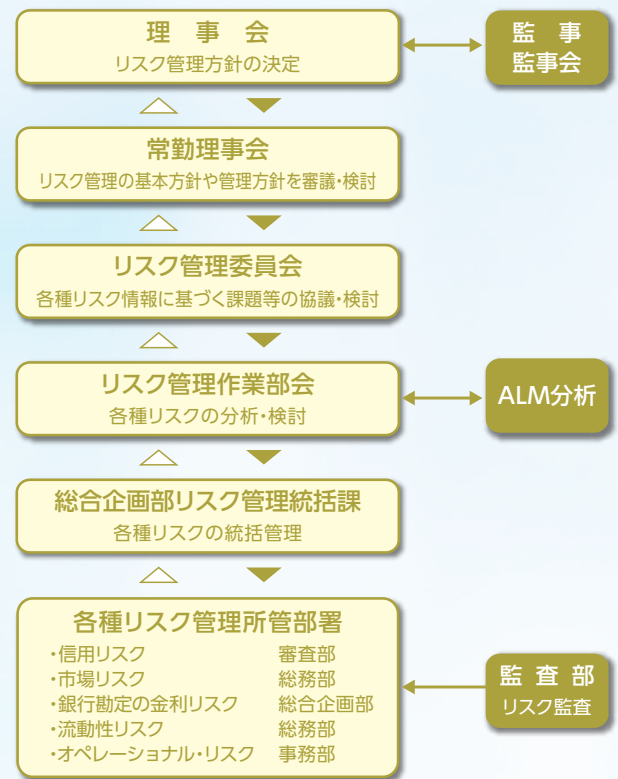 理事会
リスク管理方針の決定
監事
監事会
常勤理事会
リスク管理の基本方針や管理方針を審議・検討
リスク管理委員会
各種リスク情報に基づく課題等の協議・検討
リスク管理作業部会
各種リスクの分析・検討
ALM分析
総合企画部リスク管理統括課
各種リスクの統括管理
各種リスク管理所管部署
・信用リスク 審査部
・市場リスク 総務部
・銀行勘定の金利リスク 総合企画部
・流動性リスク 総務部
・オペレーショナル・リスク 事務部
監査部
リスク監査